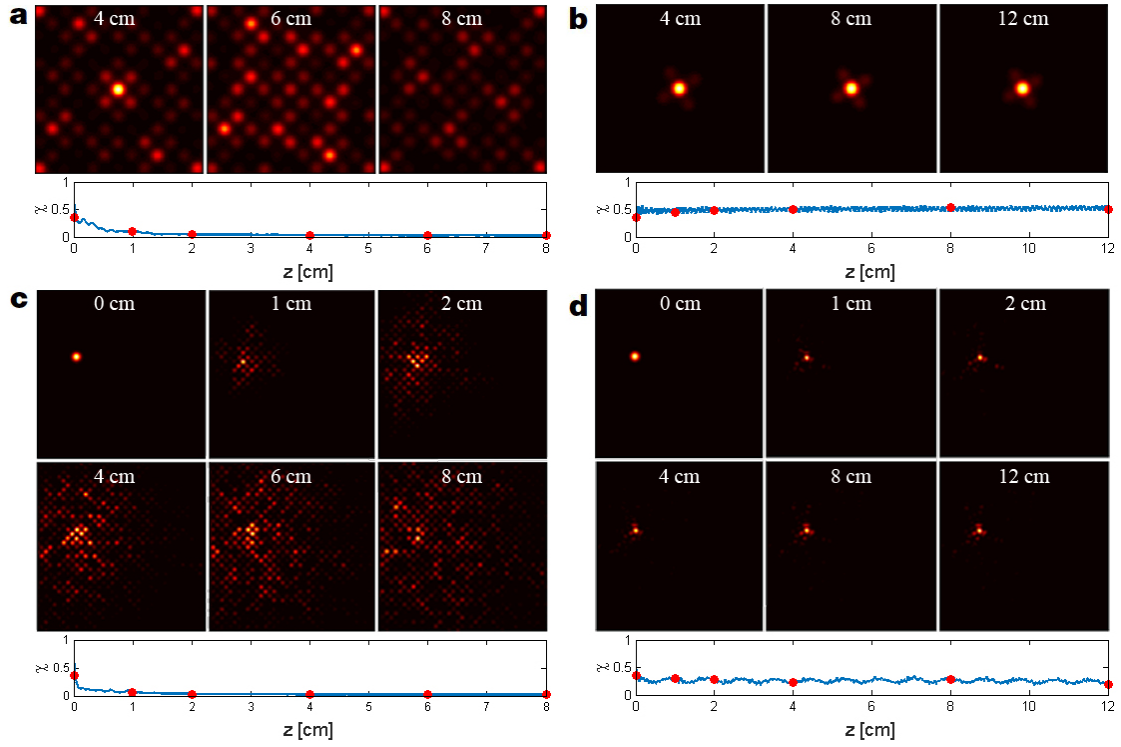 a
4 cm 6 cm 8 cm
1
χ 0.5
0
0 1 2 3 4 5 6 7 8
z [cm]
b
4 cm 8 cm 12 cm
1
χ 0.5
0
0 2 4 6 8 10 12
z [cm]
c
0 cm 1 cm 2 cm
4 cm 6 cm 8 cm
1
χ 0.5
0
0 1 2 3 4 5 6 7 8
z [cm]
d
0 cm 1 cm 2 cm
4 cm 8 cm 12 cm
1
χ 0.5
0
0 2 4 6 8 10 12
z [cm]